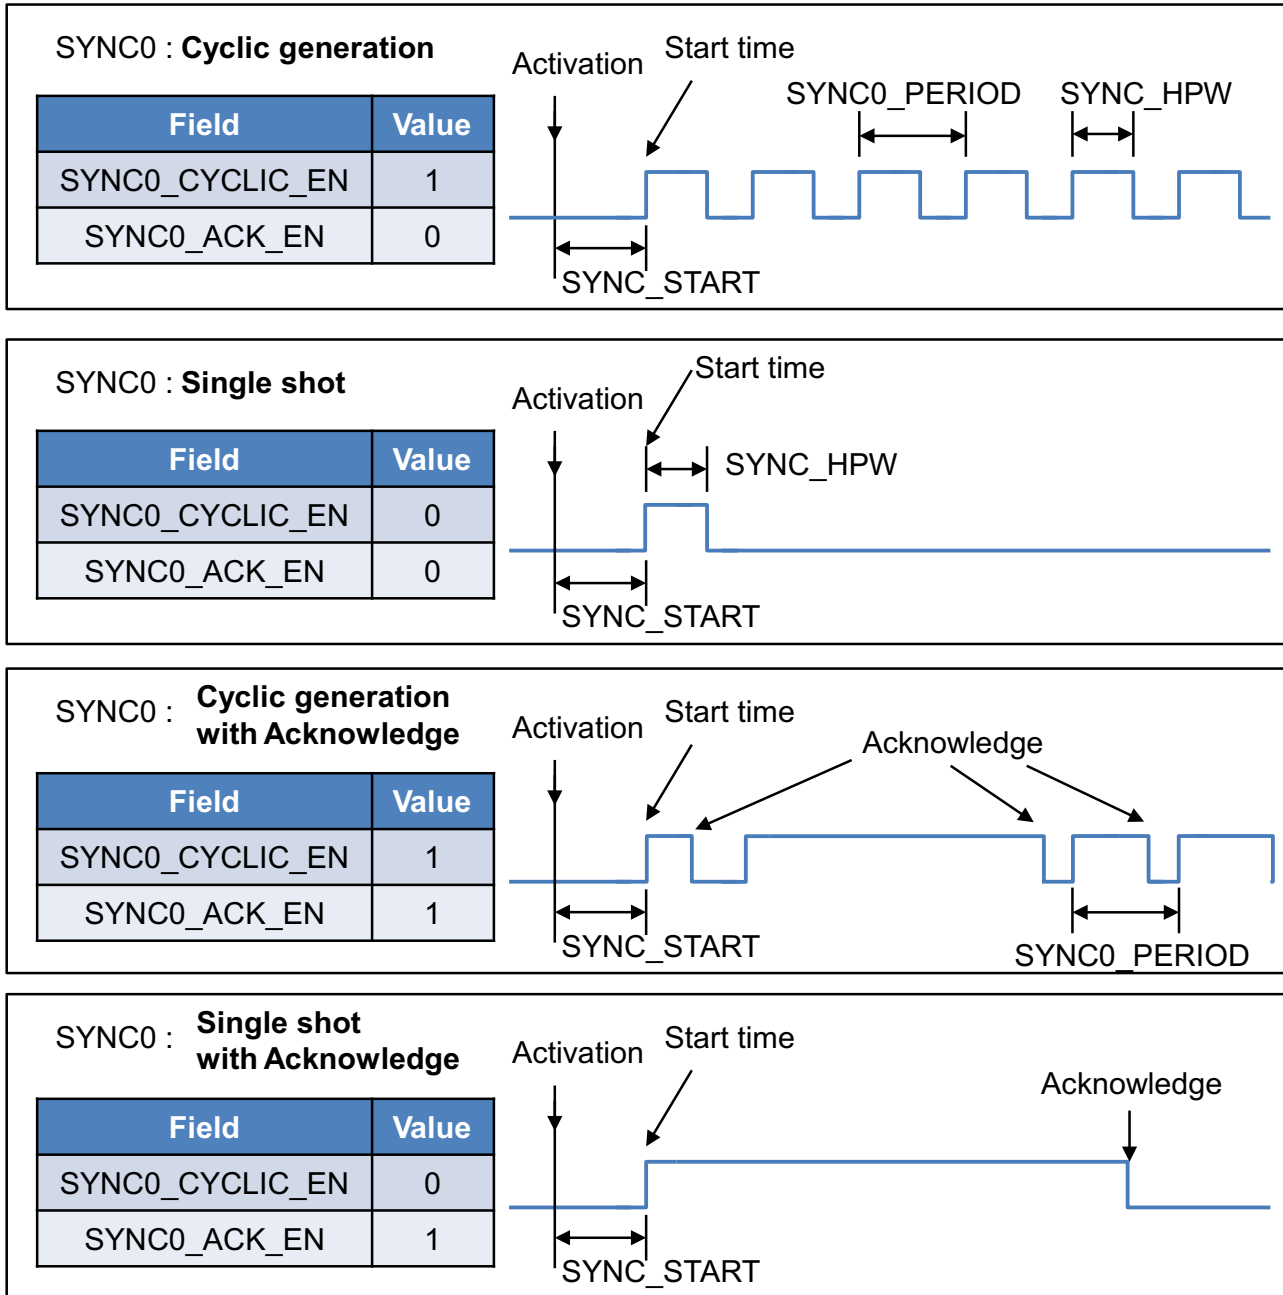 SYNC0 : Cyclic generation
Activation
Start time
SYNC0_PERIOD
SYNC_HPW
Field Value
SYNC0_CYCLIC_EN 1
SYNC0_ACK_EN 0
SYNC_START
SYNC0 : Single shot
Activation
Start time
SYNC_HPW
Field Value
SYNC0_CYCLIC_EN 0
SYNC0_ACK_EN 0
SYNC_START
SYNC0 : Cyclic generation
with Acknowledge
Activation
Start time
Acknowledge
Field Value
SYNC0_CYCLIC_EN 1
SYNC0_ACK_EN 1
SYNC_START
SYNC0_PERIOD
SYNC0 : Single shot
with Acknowledge
Activation
Start time
Acknowledge
Field Value
SYNC0_CYCLIC_EN 0
SYNC0_ACK_EN 1
SYNC_START